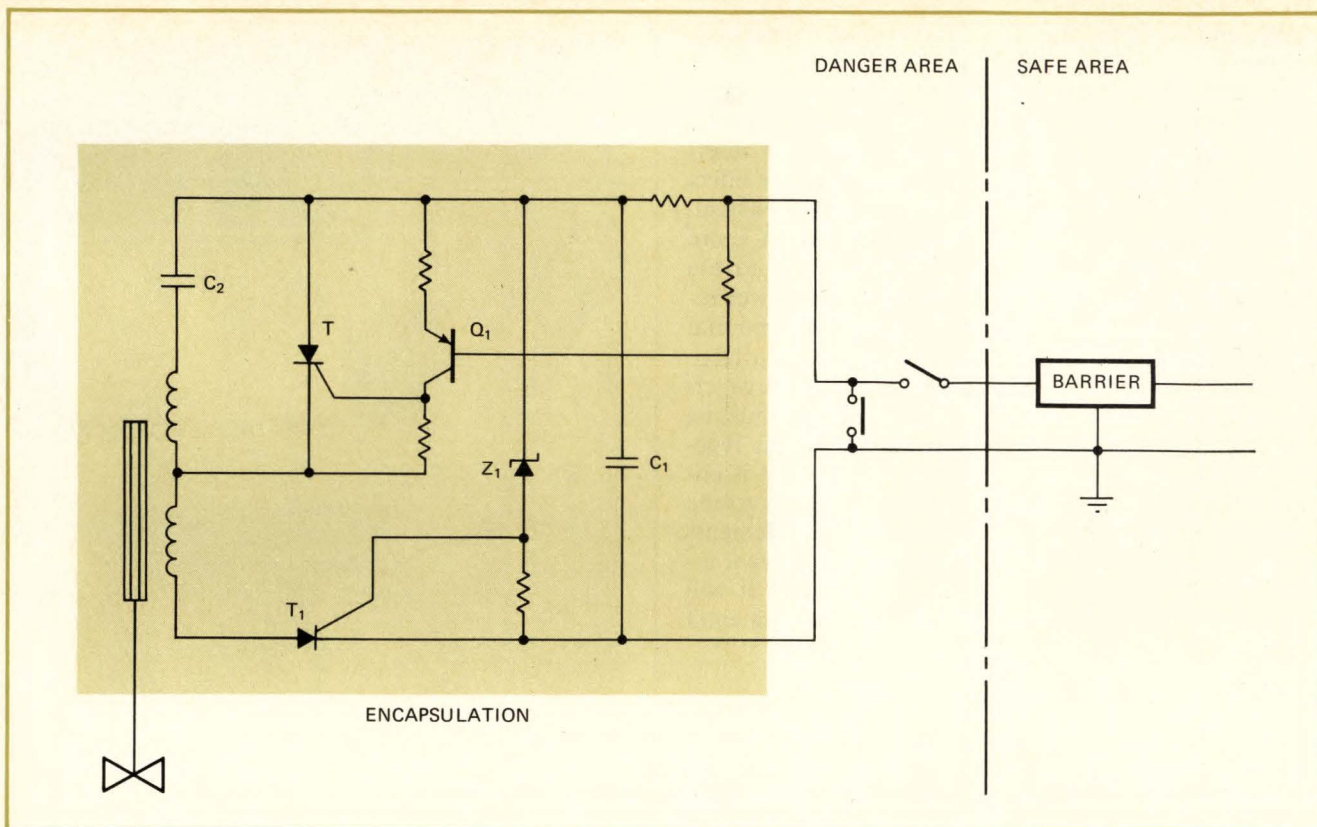 DANGER AREA
SAFE AREA
C₂
T
Q₁
BARRIER
Z₁
C₁
T₁
ENCAPSULATION